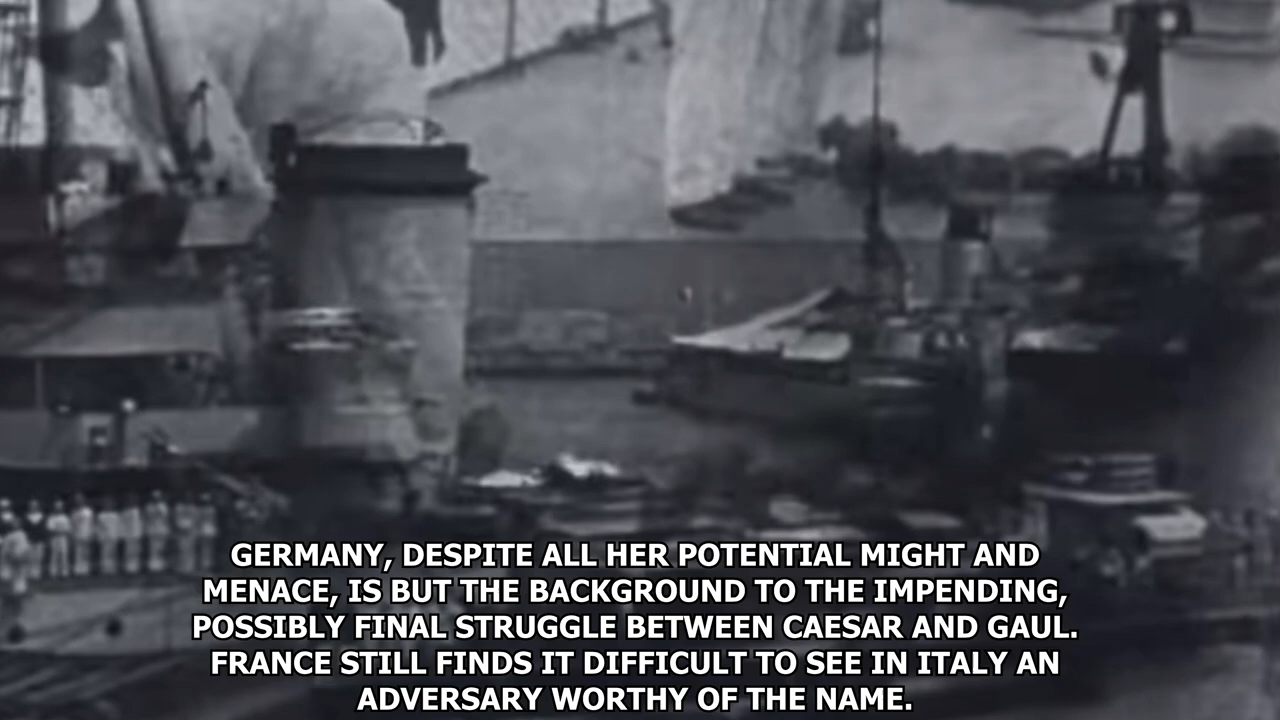 GERMANY, DESPITE ALL HER POTENTIAL MIGHT AND
MENACE, IS BUT THE BACKGROUND TO THE IMPENDING,
POSSIBLY FINAL STRUGGLE BETWEEN CAESAR AND GAUL.
FRANCE STILL FINDS IT DIFFICULT TO SEE IN ITALY AN
ADVERSARY WORTHY OF THE NAME.